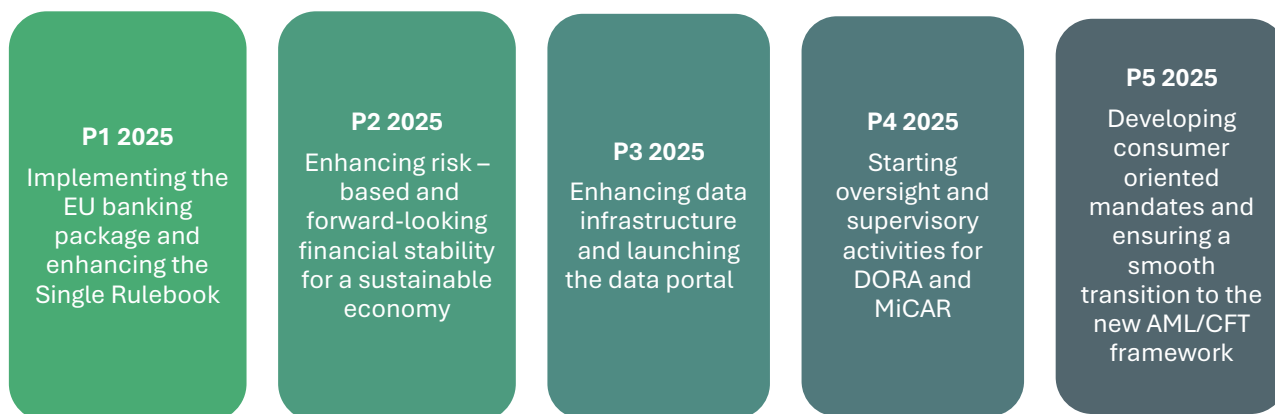 P1 2025
Implementing the
EU banking
package and
enhancing the
Single Rulebook
P2 2025
Enhancing risk –
based and
forward-looking
financial stability
for a sustainable
economy
P3 2025
Enhancing data
infrastructure
and launching
the data portal
P4 2025
Starting
oversight and
supervisory
activities for
DORA and
MiCAR
P5 2025
Developing
consumer
oriented
mandates and
ensuring a
smooth
transition to the
new AML/CFT
framework